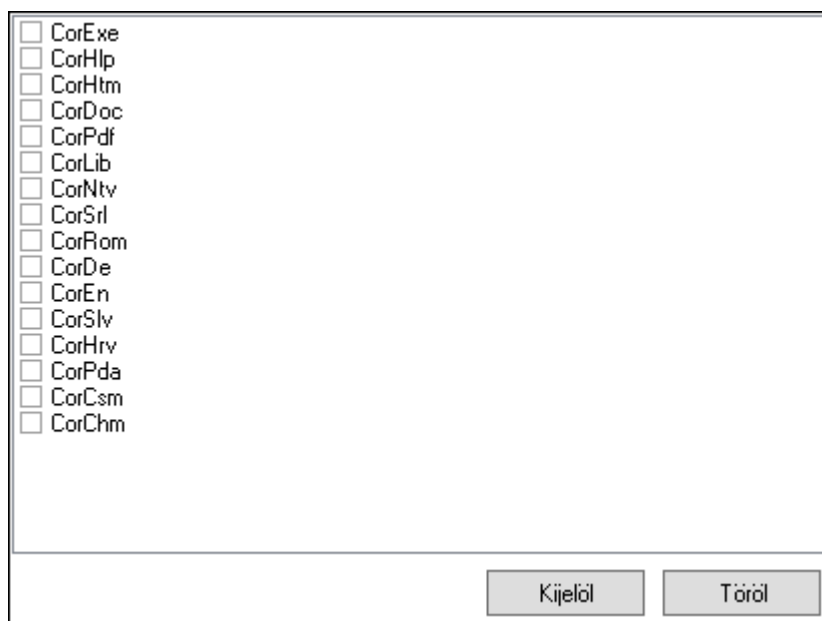 CorExe
CorHlp
CorHtm
CorDoc
CorPdf
CorLib
CorNtv
CorSrl
CorRom
CorDe
CorEn
CorSlv
CorHrv
CorPda
CorCsm
CorChm
Kijelöl Töröl